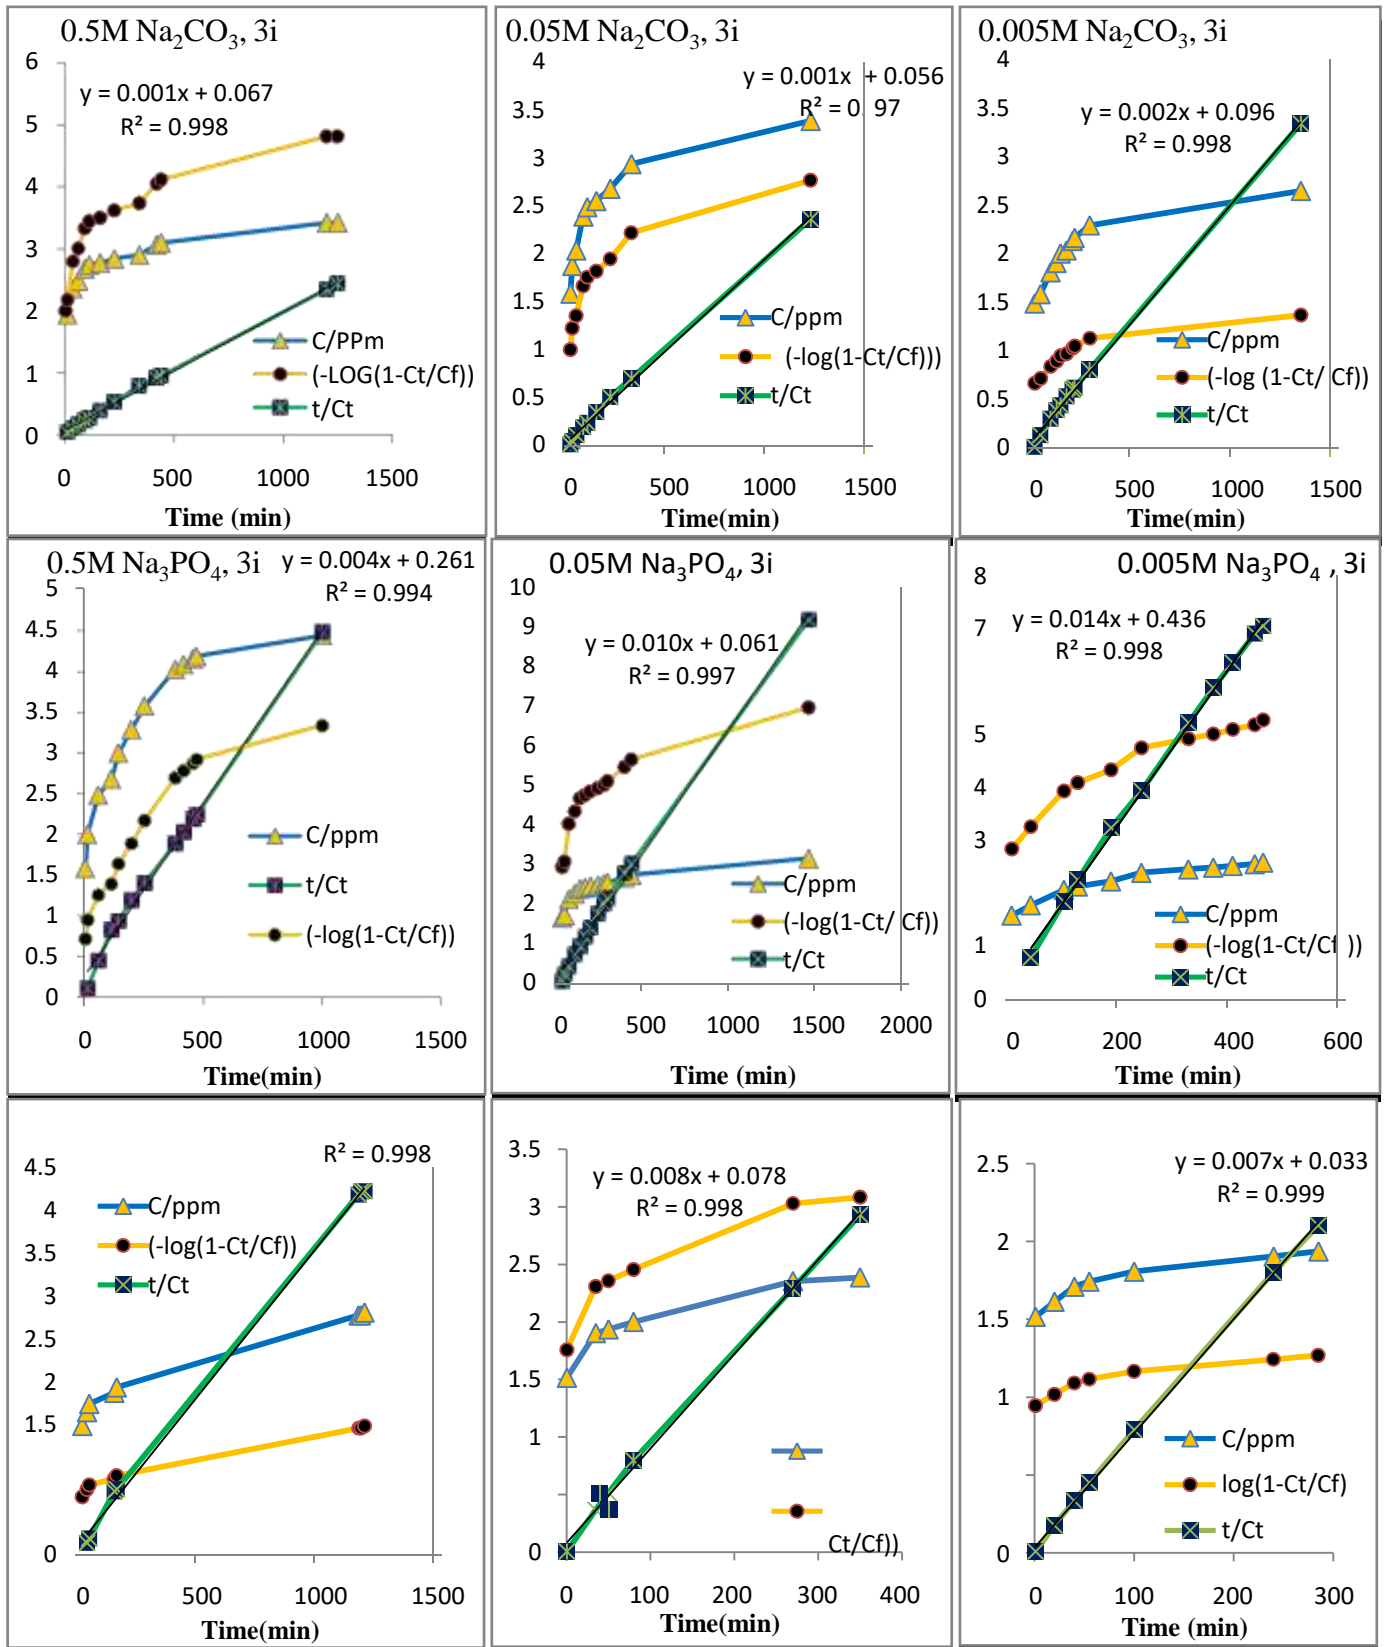 0.5M Na₂CO₃, 3i
y = 0.001x + 0.067
R² = 0.998
6
5
4
3
2
1
0
C/PPm
(-LOG(1-Ct/Cf))
t/Ct
0 500 1000 1500
Time (min)
0.05M Na₂CO₃, 3i
y = 0.001x + 0.056
R² = 0.97
4
3.5
3
2.5
2
1.5
1
0.5
0
C/ppm
(-log(1-Ct/Cf)))
t/Ct
0 500 1000 1500
Time(min)
0.005M Na₂CO₃, 3i
y = 0.002x + 0.096
R² = 0.998
4
3.5
3
2.5
2
1.5
1
0.5
0
C/ppm
(-log (1-Ct/ Cf))
t/Ct
0 500 1000 1500
Time(min)
0.5M Na₃PO₄, 3i
y = 0.004x + 0.261
R² = 0.994
5
4.5
4
3.5
3
2.5
2
1.5
1
0.5
0
C/ppm
t/Ct
(-log(1-Ct/Cf))
0 500 1000 1500
Time(min)
0.05M Na₃PO₄, 3i
y = 0.010x + 0.061
R² = 0.997
10
9
8
7
6
5
4
3
2
1
0
C/ppm
(-log(1-Ct/ Cf))
t/Ct
0 500 1000 1500 2000
Time (min)
0.005M Na₃PO₄ , 3i
y = 0.014x + 0.436
R² = 0.998
8
7
5
4
3
1
0
C/ppm
(-log(1-Ct/Cf ))
t/Ct
0 200 400 600
Time (min)
R² = 0.998
4.5
4
3.5
3
2.5
2
1.5
0
C/ppm
(-log(1-Ct/Cf))
t/Ct
0 500 1000 1500
Time(min)
y = 0.008x + 0.078
R² = 0.998
3.5
3
2.5
2
1.5
1
0
Ct/Cf))
0 100 200 300 400
Time(min)
y = 0.007x + 0.033
R² = 0.999
2.5
2
1.5
1
0
C/ppm
log(1-Ct/Cf)
t/Ct
0 100 200 300
Time (min)